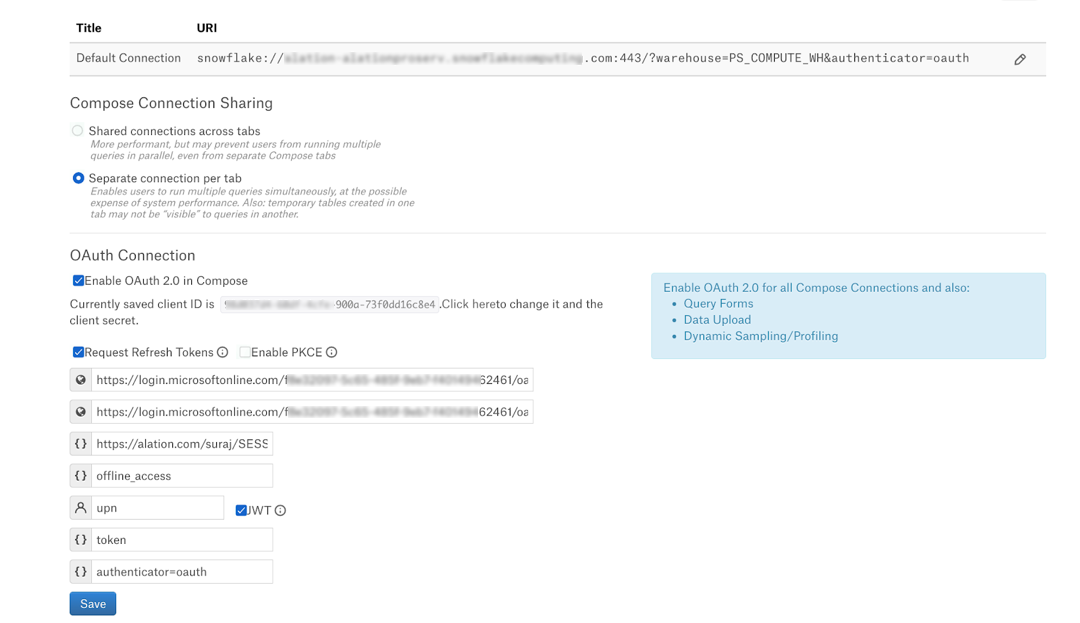 Title URI
Default Connection snowflake:// .com:443/?warehouse=PS_COMPUTE_WH&authenticator=oauth
Compose Connection Sharing
Shared connections across tabs
More performant, but may prevent users from running multiple
queries in parallel, even from separate Compose tabs
Separate connection per tab
Enables users to run multiple queries simultaneously, at the possible
expense of system performance. Also: temporary tables created in one
tab may not be "visible" to queries in another.
OAuth Connection
Enable OAuth 2.0 in Compose
Currently saved client ID is -900a-73f0dd16c8e4 .Click hereto change it and the
client secret.
Enable OAuth 2.0 for all Compose Connections and also:
• Query Forms
• Data Upload
• Dynamic Sampling/Profiling
Request Refresh Tokens Enable PKCE
https://login.microsoftonline.com/f 62461/oa
https://login.microsoftonline.com/f 62461/oa
{} https://alation.com/suraj/SESS
{} offline_access
upn JWT
{} token
{} authenticator=oauth
Save